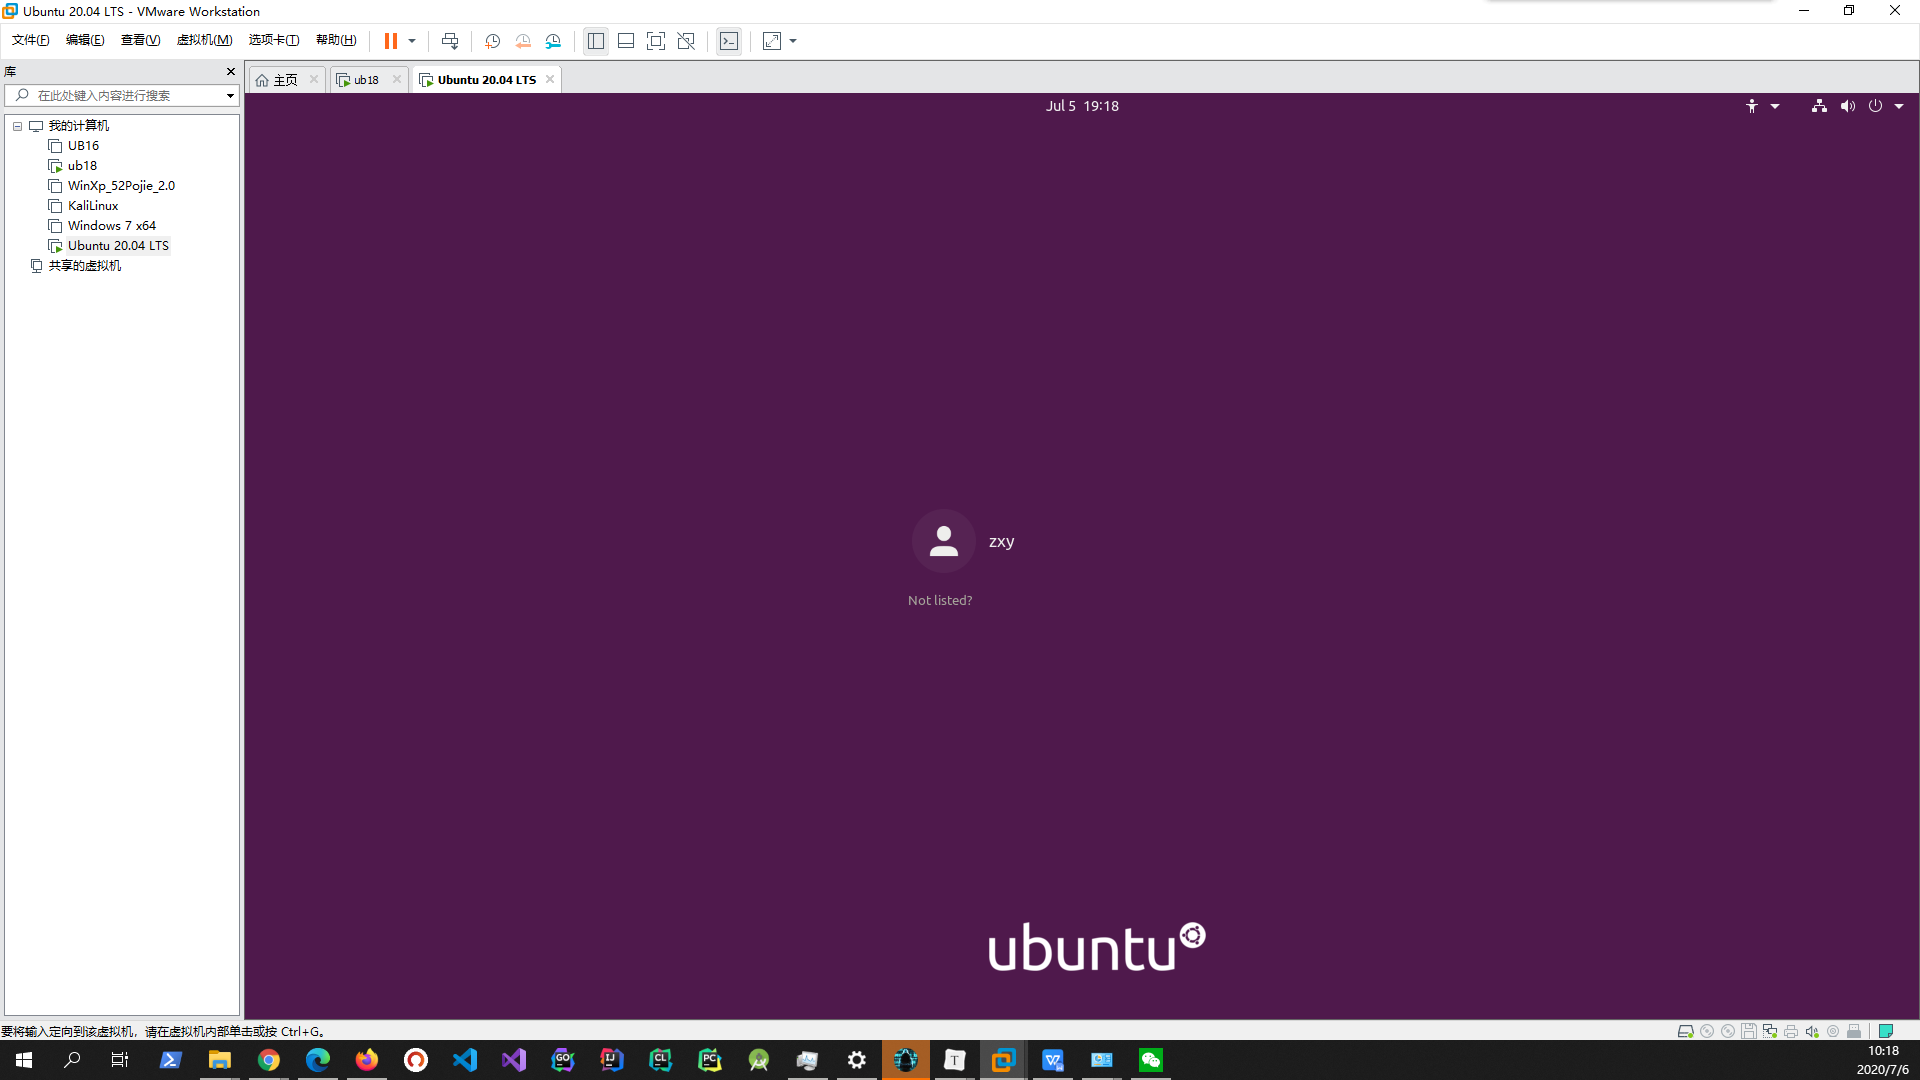 Ubuntu 20.04 LTS - VMware Workstation
文件(F) 编辑(E) 查看(V) 虚拟机(M) 选项卡(T) 帮助(H)
库
在此处键入内容进行搜索
我的计算机
UB16
ub18
WinXp_52Pojie_2.0
KaliLinux
Windows 7 x64
Ubuntu 20.04 LTS
共享的虚拟机
主页 ub18 Ubuntu 20.04 LTS
Jul 5 19:18
zxy
Not listed?
ubuntu
要将输入定向到该虚拟机，请在虚拟机内部单击或按 Ctrl+G。
GO IJ CL PC T
10:18
2020/7/6